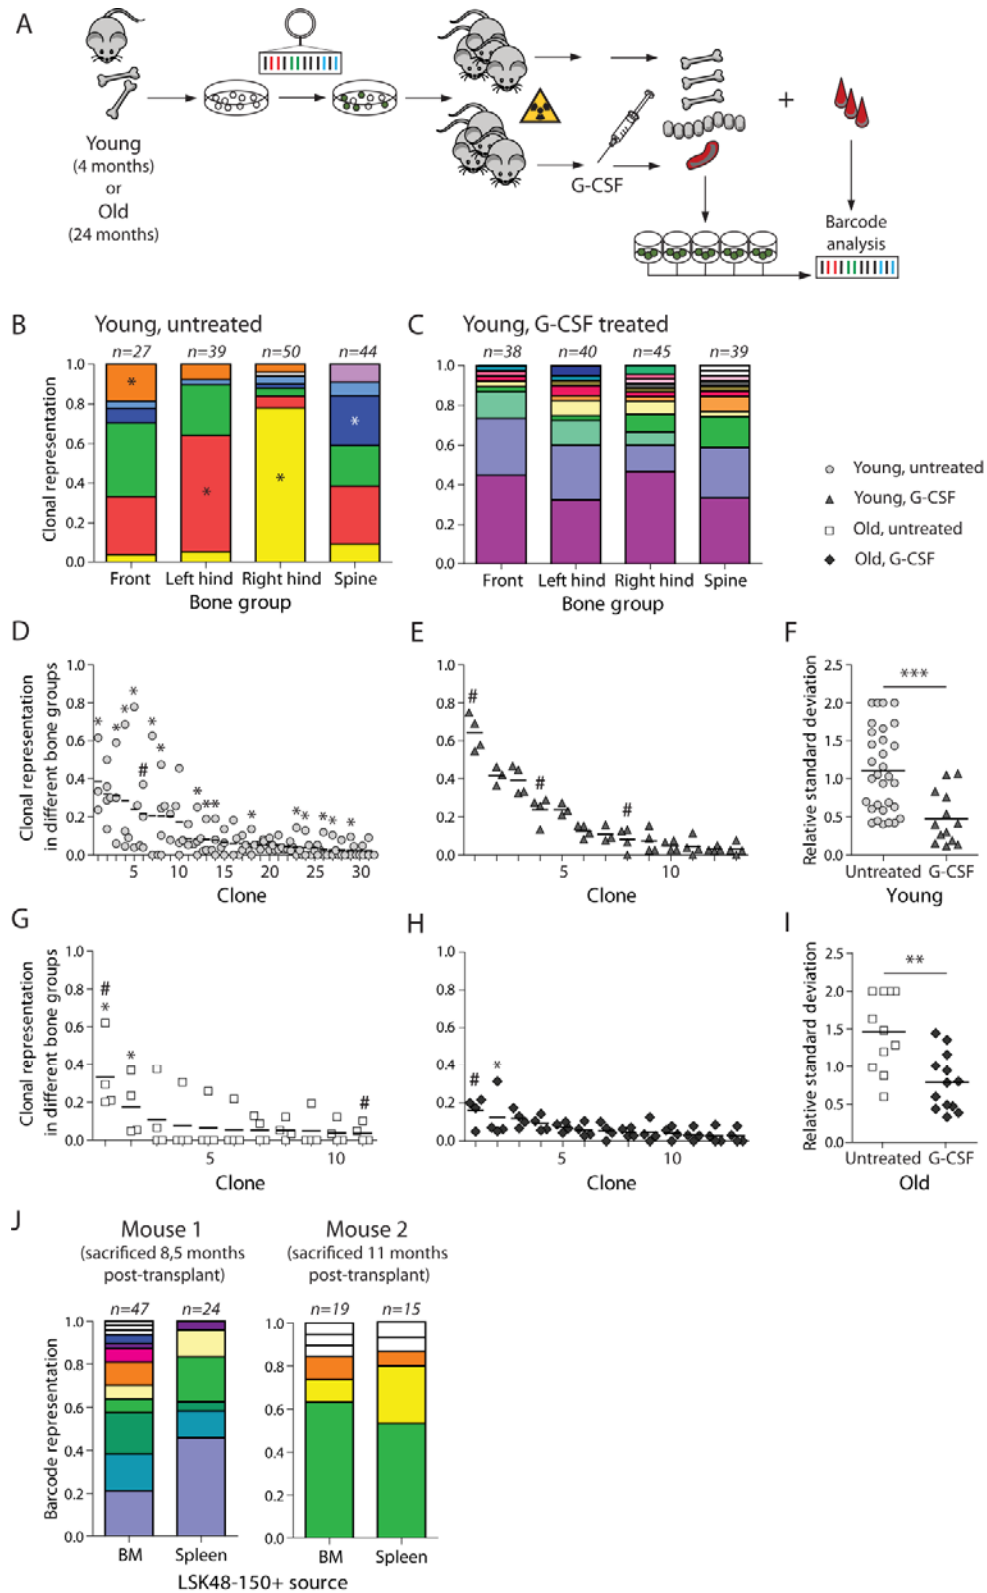 A
Young
(4 months)
or
Old
(24 months)
G-CSF
+
Barcode
analysis
B
Young, untreated
n=27 n=39 n=50 n=44
Clonal representation
1.0
0.8
0.6
0.4
0.2
0.0
*
*
*
*
Front Left hind Right hind Spine
Bone group
C
Young, G-CSF treated
n=38 n=40 n=45 n=39
1.0
0.8
0.6
0.4
0.2
0.0
Front Left hind Right hind Spine
Bone group
Young, untreated
Young, G-CSF
Old, untreated
Old, G-CSF
D
Clonal representation
in different bone groups
1.0
0.8
0.6
0.4
0.2
0.0
* * * * # * * * ** * ** ** *
5 10 15 20 25 30
Clone
E
1.0
0.8
0.6
0.4
0.2
0.0
# # #
5 10
Clone
F
Relative standard deviation
2.5
2.0
1.5
1.0
0.5
0.0
***
Untreated G-CSF
Young
G
Clonal representation
in different bone groups
1.0
0.8
0.6
0.4
0.2
0.0
#
* * #
5 10
Clone
H
1.0
0.8
0.6
0.4
0.2
0.0
# *
5 10
Clone
I
Relative standard deviation
2.5
2.0
1.5
1.0
0.5
0.0
**
Untreated G-CSF
Old
J
Mouse 1
(sacrificed 8,5 months
post-transplant)
n=47 n=24
Barcode representation
1.0
0.8
0.6
0.4
0.2
0.0
BM Spleen
Mouse 2
(sacrificed 11 months
post-transplant)
n=19 n=15
1.0
0.8
0.6
0.4
0.2
0.0
BM Spleen
LSK48-150+ source